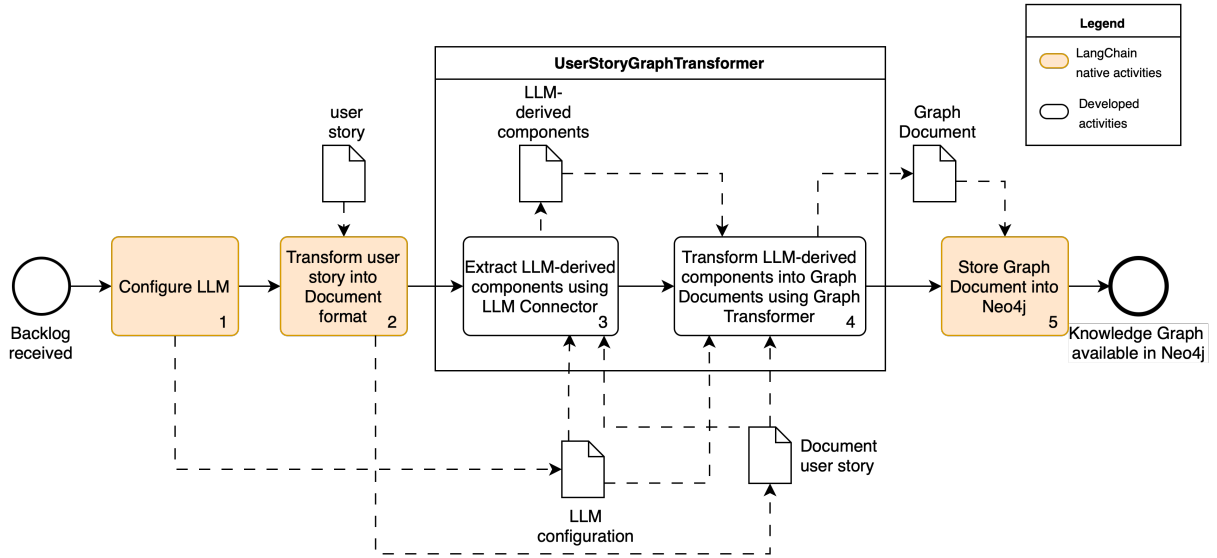 Legend
LangChain
native activities
Developed
activities
UserStoryGraphTransformer
user
story
LLM-
derived
components
Graph
Document
Backlog
received
Configure LLM
1
Transform user
story into
Document
format
2
Extract LLM-derived
components using
LLM Connector
3
Transform LLM-derived
components into Graph
Documents using Graph
Transformer
4
Store Graph
Document into
Neo4j
5
Knowledge Graph
available in Neo4j
LLM
configuration
Document
user story